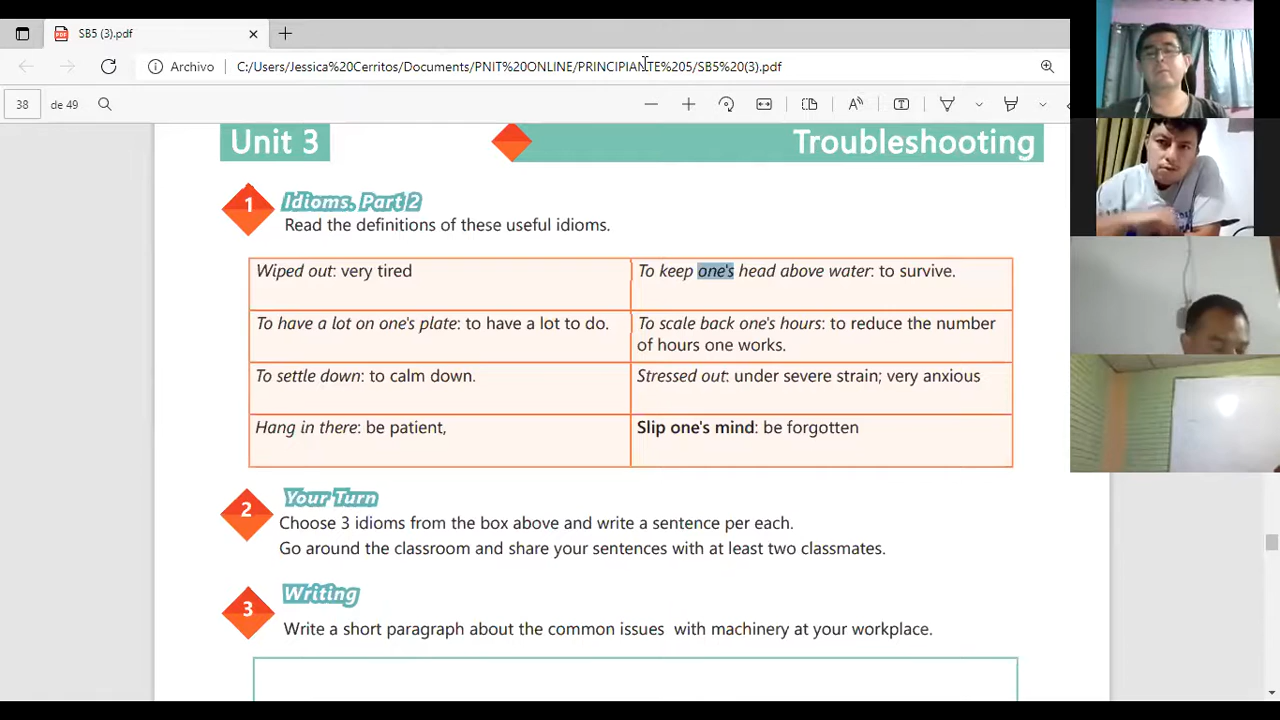 SB5 (3).pdf
Archivo
C:/Users/Jessica%20Cerritos/Documents/PNIT%20ONLINE/PRINCIPIANTE%205/SB5%20(3).pdf
38 de 49
Unit 3
Troubleshooting
1
Idioms. Part 2
Read the definitions of these useful idioms.
Wiped out: very tired
To keep one's head above water: to survive.
To have a lot on one's plate: to have a lot to do.
To scale back one's hours: to reduce the number
of hours one works.
To settle down: to calm down.
Stressed out: under severe strain; very anxious
Hang in there: be patient,
Slip one's mind: be forgotten
2
Your Turn
Choose 3 idioms from the box above and write a sentence per each.
Go around the classroom and share your sentences with at least two classmates.
3
Writing
Write a short paragraph about the common issues with machinery at your workplace.